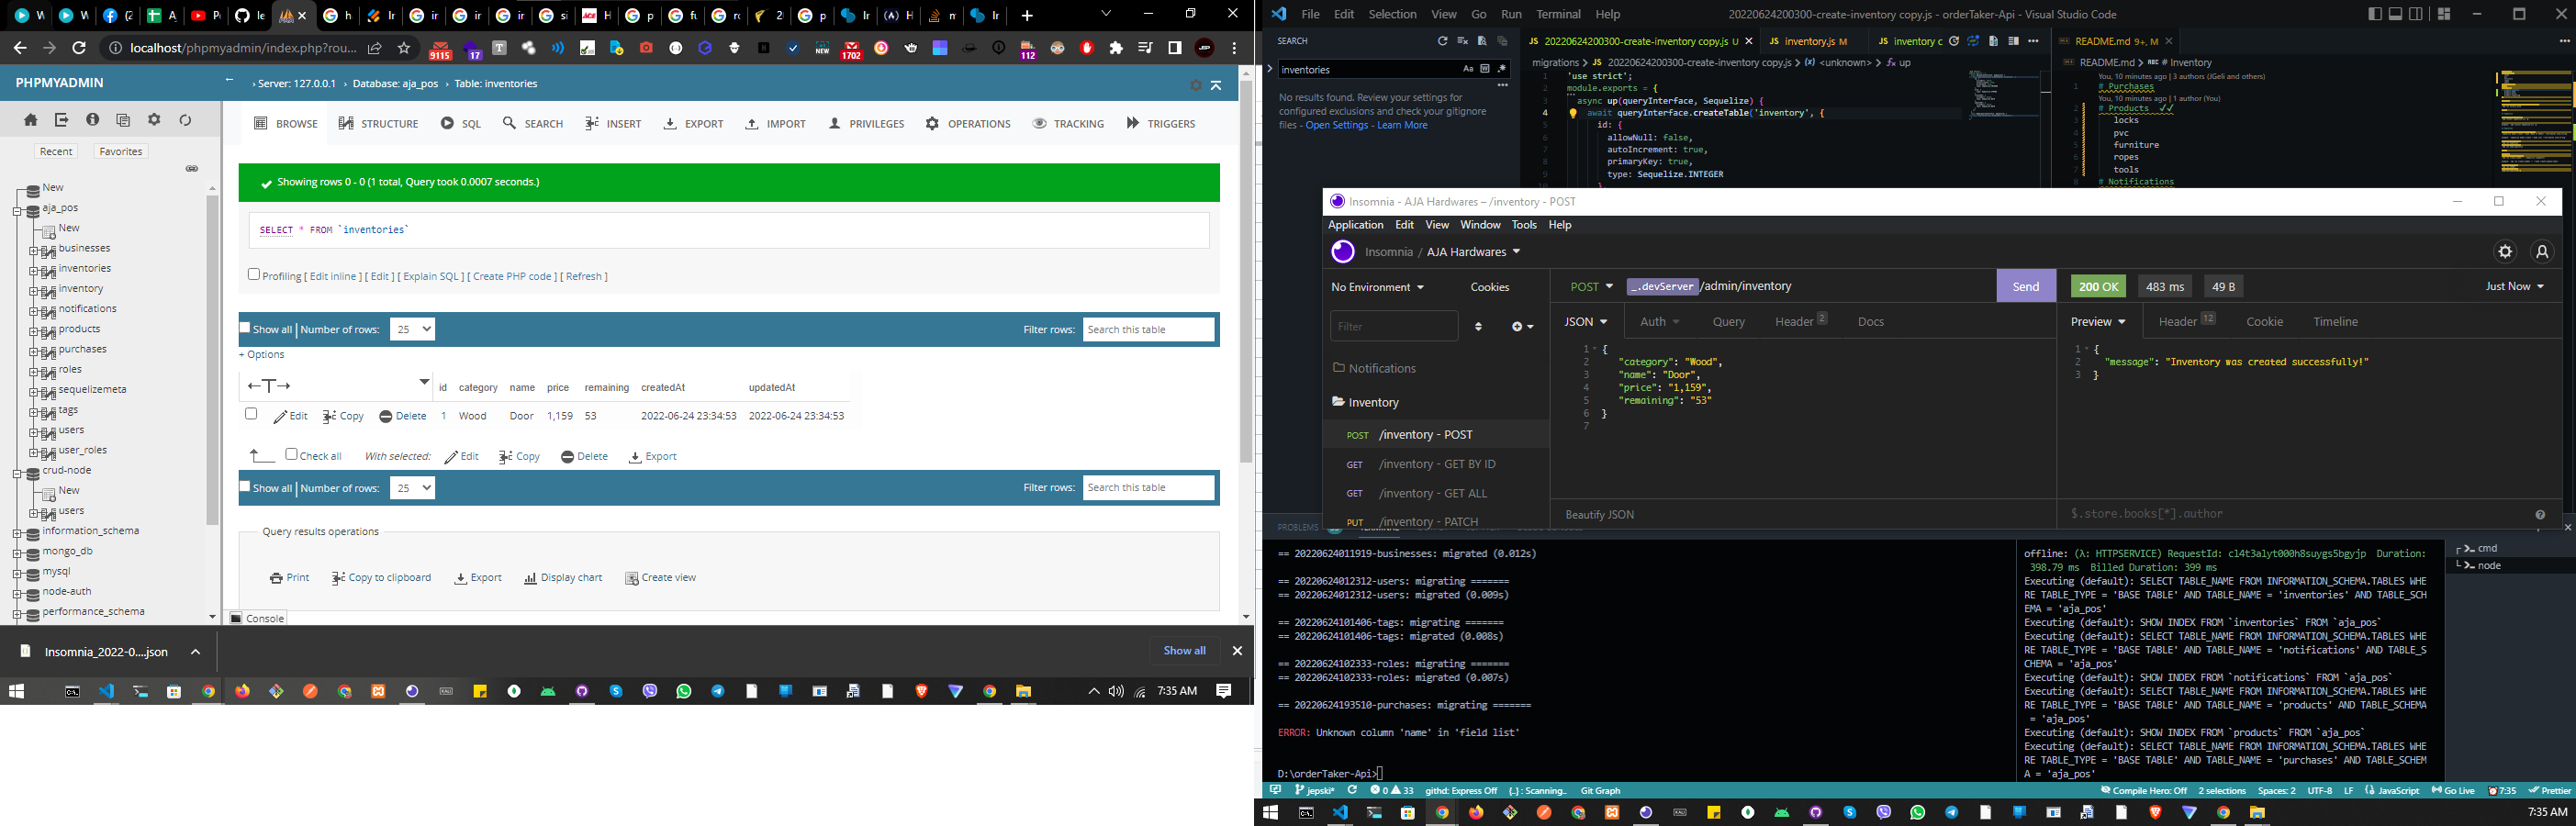 localhost/phpmyadmin/index.php?rou...
9115
17
1702
112
PHPMYADMIN
Recent
Favorites
New
aja_pos
New
businesses
inventories
inventory
notifications
products
purchases
roles
sequelizemeta
tags
users
user_roles
crud-node
New
users
information_schema
mongo_db
mysql
node-auth
performance_schema
Server: 127.0.0.1 › Database: aja_pos › Table: inventories
BROWSE STRUCTURE SQL SEARCH INSERT EXPORT IMPORT PRIVILEGES OPERATIONS TRACKING TRIGGERS
Showing rows 0 - 0 (1 total, Query took 0.0007 seconds.)
SELECT * FROM `inventories`
Profiling [ Edit inline ] [ Edit ] [ Explain SQL ] [ Create PHP code ] [ Refresh ]
Show all | Number of rows: 25 Filter rows: Search this table
+ Options
←T→ id category name price remaining createdAt updatedAt
Edit Copy Delete 1 Wood Door 1,159 53 2022-06-24 23:34:53 2022-06-24 23:34:53
Check all With selected: Edit Copy Delete Export
Show all | Number of rows: 25 Filter rows: Search this table
Query results operations
Print Copy to clipboard Export Display chart Create view
Console
Insomnia_2022-0....json
Show all
7:35 AM
File Edit Selection View Go Run Terminal Help
20220624200300-create-inventory copy.js - orderTaker-Api - Visual Studio Code
SEARCH
inventories
No results found. Review your settings for
configured exclusions and check your gitignore
files - Open Settings - Learn More
20220624200300-create-inventory copy.js U
inventory.js M
inventory c
migrations > JS 20220624200300-create-inventory copy.js > <unknown> > up
1 'use strict';
2 module.exports = {
3 async up(queryInterface, Sequelize) {
4 await queryInterface.createTable('inventory', {
5 id: {
6 allowNull: false,
7 autoIncrement: true,
8 primaryKey: true,
9 type: Sequelize.INTEGER
10 },
README.md 9+, M
README.md > # Inventory
You, 10 minutes ago | 3 authors (JGeli and others)
1 # Purchases
You, 10 minutes ago | 1 author (You)
2 # Products ✓✓
3 locks
4 pvc
5 furniture
6 ropes
7 tools
8 # Notifications
Insomnia - AJA Hardwares – /inventory - POST
Application Edit View Window Tools Help
Insomnia / AJA Hardwares
No Environment
Cookies
Filter
Notifications
Inventory
POST /inventory - POST
GET /inventory - GET BY ID
GET /inventory - GET ALL
PUT /inventory - PATCH
POST _.devServer /admin/inventory Send
JSON Auth Query Header 2 Docs
1 {
2 "category": "Wood",
3 "name": "Door",
4 "price": "1,159",
5 "remaining": "53"
6 }
7
Beautify JSON
200 OK 483 ms 49 B Just Now
Preview Header 12 Cookie Timeline
1 {
2 "message": "Inventory was created successfully!"
3 }
$.store.books[*].author
PROBLEMS
== 20220624011919-businesses: migrated (0.012s)
== 20220624012312-users: migrating =======
== 20220624012312-users: migrated (0.009s)
== 20220624101406-tags: migrating =======
== 20220624101406-tags: migrated (0.008s)
== 20220624102333-roles: migrating =======
== 20220624102333-roles: migrated (0.007s)
== 20220624193510-purchases: migrating =======
ERROR: Unknown column 'name' in 'field list'
D:\orderTaker-Api>
offline: (λ: HTTPSERVICE) RequestId: cl4t3alyt000h8suygs5bgyjp Duration:
398.79 ms Billed Duration: 399 ms
Executing (default): SELECT TABLE_NAME FROM INFORMATION_SCHEMA.TABLES WHE
RE TABLE_TYPE = 'BASE TABLE' AND TABLE_NAME = 'inventories' AND TABLE_SCH
EMA = 'aja_pos'
Executing (default): SHOW INDEX FROM `inventories` FROM `aja_pos`
Executing (default): SELECT TABLE_NAME FROM INFORMATION_SCHEMA.TABLES WHE
RE TABLE_TYPE = 'BASE TABLE' AND TABLE_NAME = 'notifications' AND TABLE_S
CHEMA = 'aja_pos'
Executing (default): SHOW INDEX FROM `notifications` FROM `aja_pos`
Executing (default): SELECT TABLE_NAME FROM INFORMATION_SCHEMA.TABLES WHE
RE TABLE_TYPE = 'BASE TABLE' AND TABLE_NAME = 'products' AND TABLE_SCHEMA
= 'aja_pos'
Executing (default): SHOW INDEX FROM `products` FROM `aja_pos`
Executing (default): SELECT TABLE_NAME FROM INFORMATION_SCHEMA.TABLES WHE
RE TABLE_TYPE = 'BASE TABLE' AND TABLE_NAME = 'purchases' AND TABLE_SCHEM
A = 'aja_pos'
cmd
node
jepski* 0 33 githd: Express Off {..} : Scanning.. Git Graph
Compile Hero: Off 2 selections Spaces: 2 UTF-8 LF JavaScript Go Live 7:35 Prettier
7:35 AM